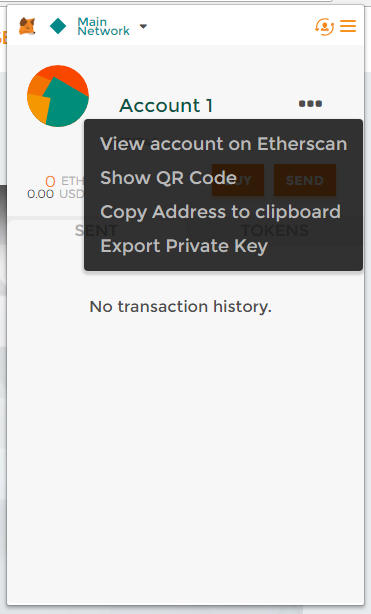 Main
Network
Account 1
View account on Etherscan
0 ETH
Show QR Code
BUY
SEND
0.00 USD
Copy Address to clipboard
SENT
TOKENS
Export Private Key
No transaction history.